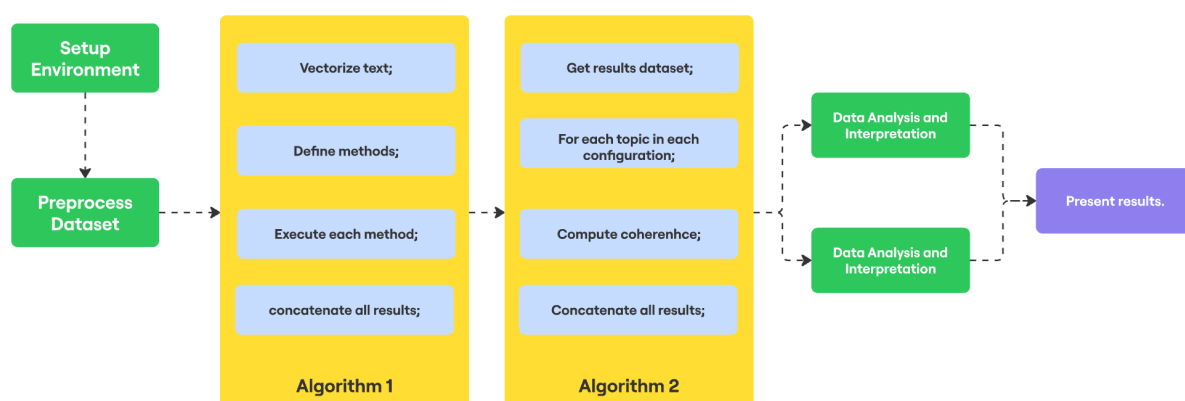 Setup
Environment
Preprocess
Dataset
Vectorize text;
Define methods;
Execute each method;
concatenate all results;
Algorithm 1
Get results dataset;
For each topic in each
configuration;
Compute coherenhce;
Concatenate all results;
Algorithm 2
Data Analysis and
Interpretation
Data Analysis and
Interpretation
Present results.